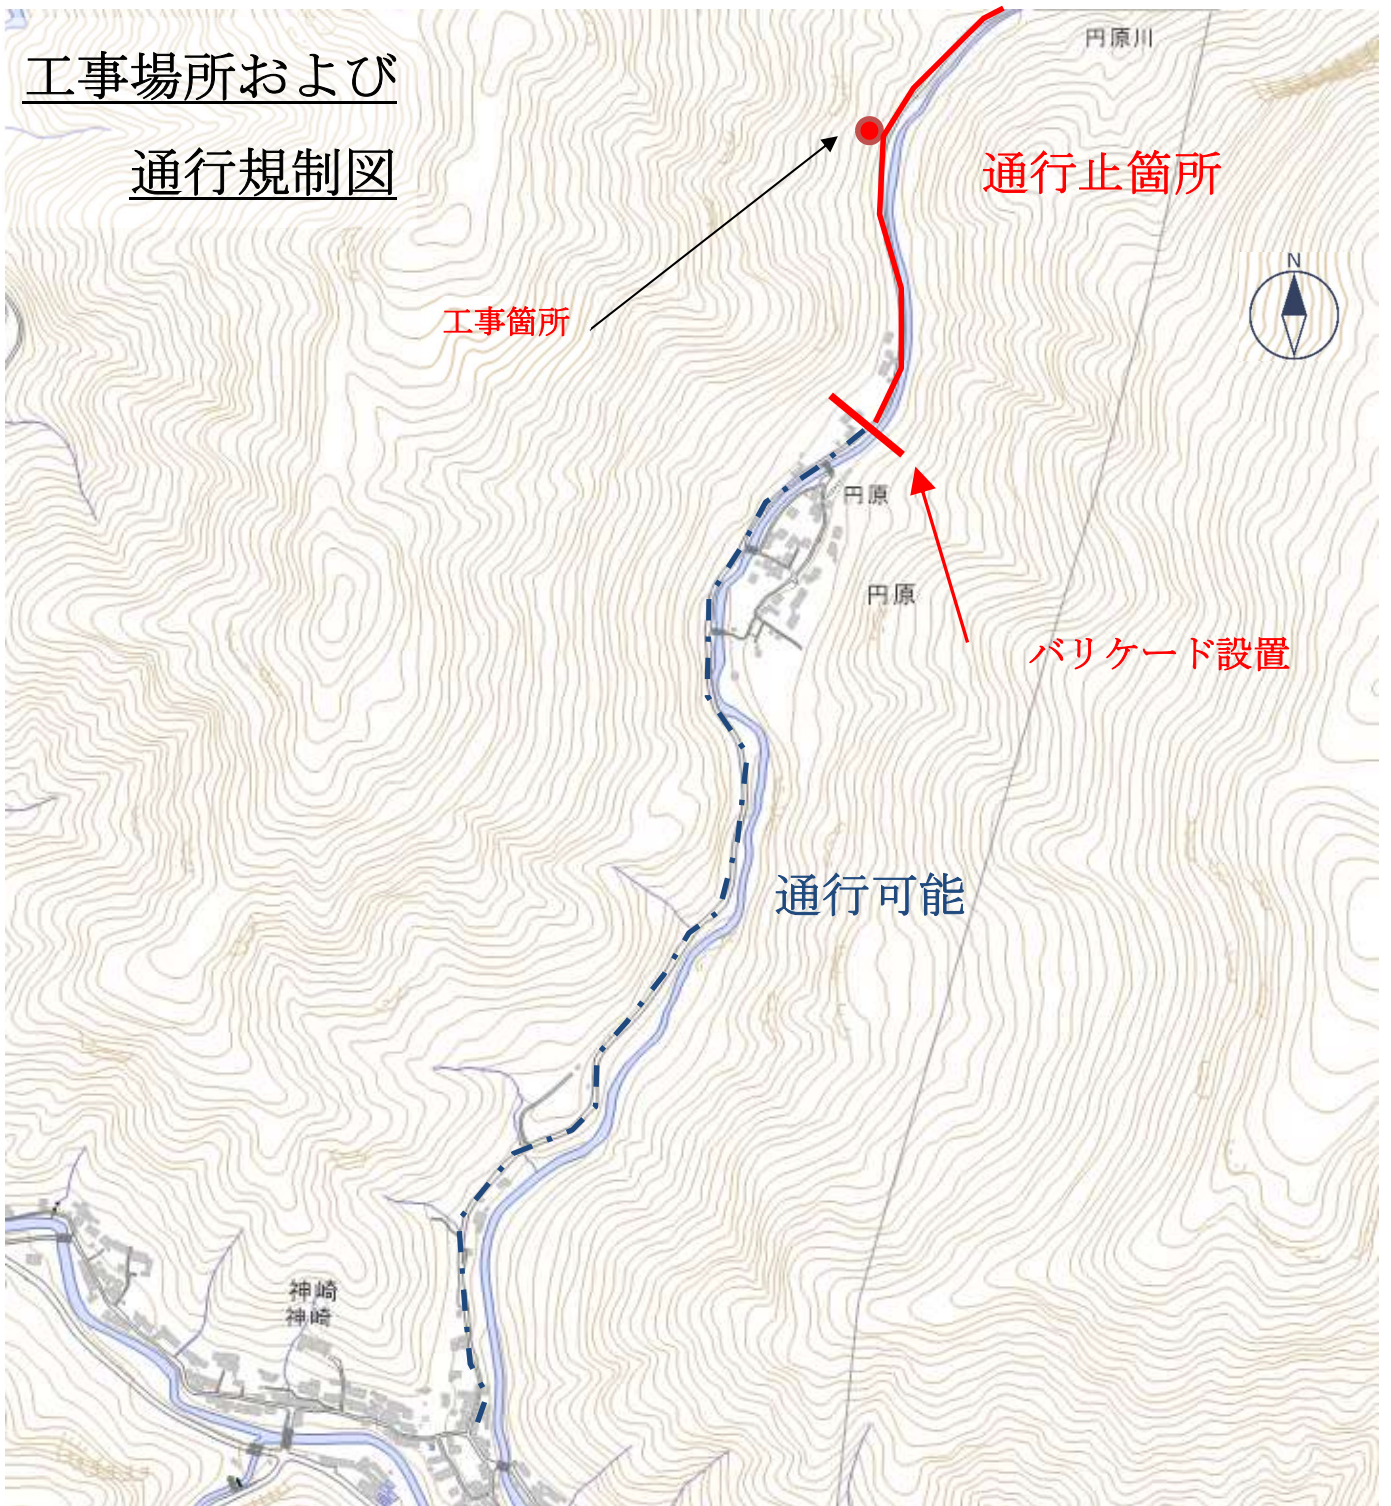 工事場所および
通行規制図
円原川
通行止箇所
N
工事箇所
円原
円原
バリケード設置
通行可能
神崎
神崎